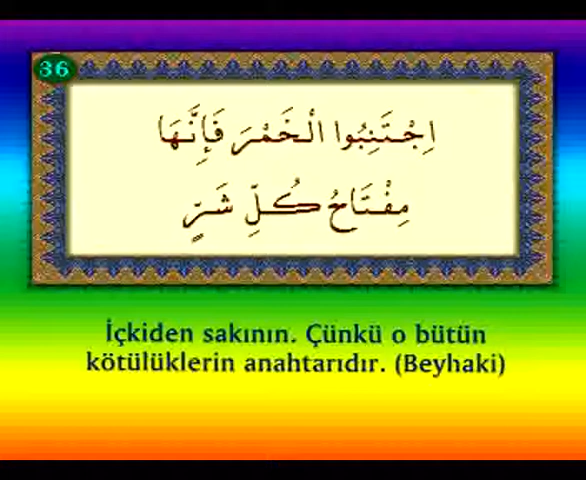 36
اِجْتَنِبُوا الْخَمْرَ فَإِنَّهَا
مِفْتَاحُ كُلِّ شَرٍّ
İçkiden sakının. Çünkü o bütün
kötülüklerin anahtarıdır. (Beyhaki)